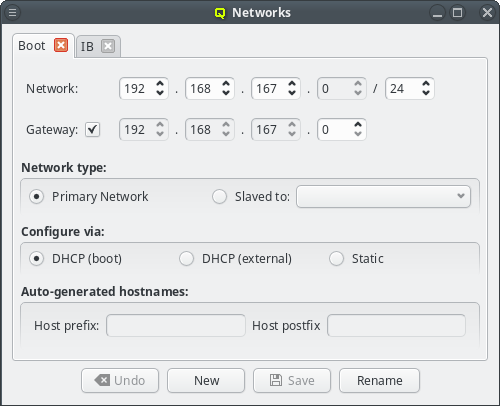 Networks
Boot IB
Network: 192 . 168 . 167 . 0 / 24
Gateway: 192 . 168 . 167 . 0
Network type:
Primary Network Slaved to:
Configure via:
DHCP (boot) DHCP (external) Static
Auto-generated hostnames:
Host prefix: Host postfix
Undo New Save Rename